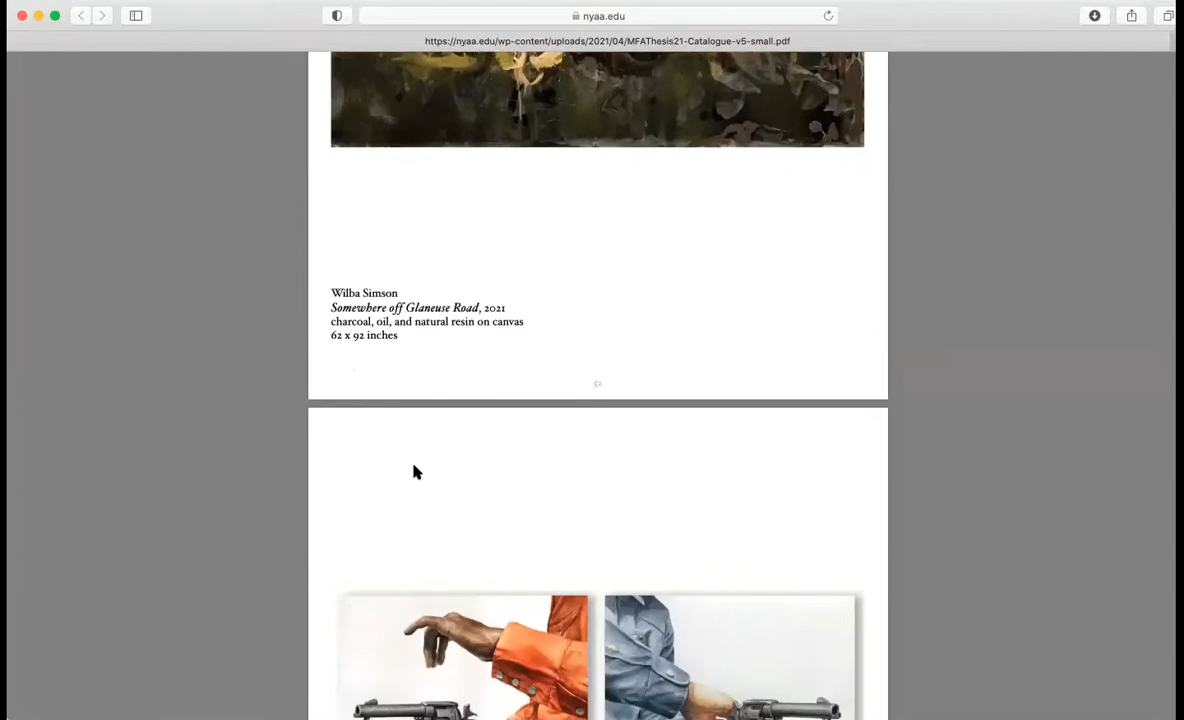 nyaa.edu
https://nyaa.edu/wp-content/uploads/2021/04/MFAThesis21-Catalogue-v5-small.pdf
Wilba Simson
Somewhere off Glaneuse Road, 2021
charcoal, oil, and natural resin on canvas
62 x 92 inches
52